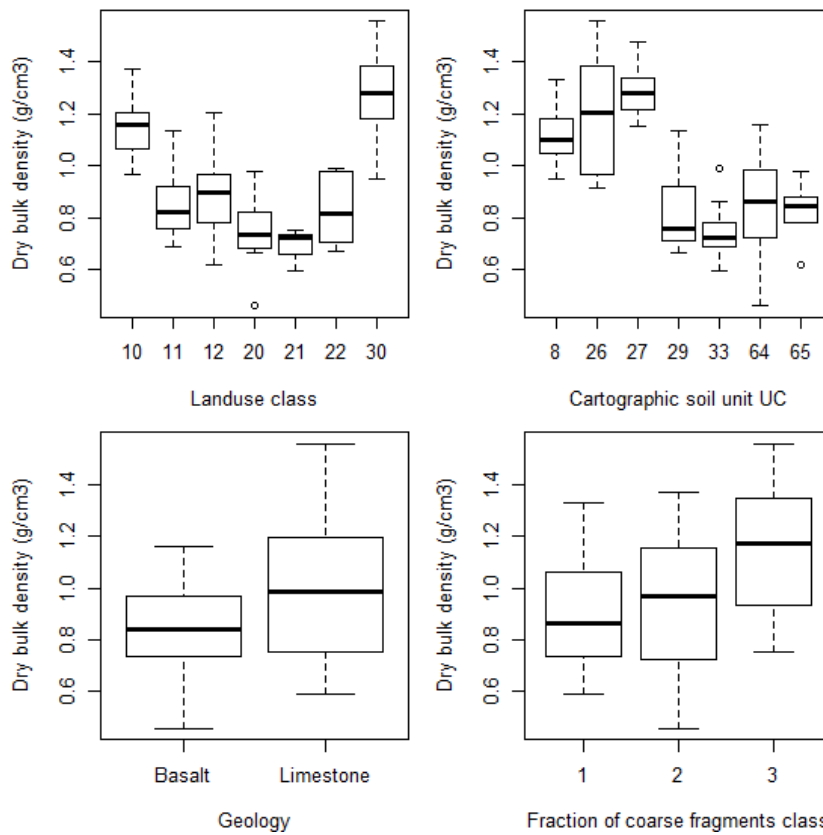 Dry bulk density (g/cm3)
1.4
1.2
1.0
0.8
0.6
10 11 12 20 21 22 30
Landuse class
Dry bulk density (g/cm3)
1.4
1.2
1.0
0.8
0.6
8 26 27 29 33 64 65
Cartographic soil unit UC
Dry bulk density (g/cm3)
1.4
1.2
1.0
0.8
0.6
Basalt Limestone
Geology
Dry bulk density (g/cm3)
1.4
1.2
1.0
0.8
0.6
1 2 3
Fraction of coarse fragments class